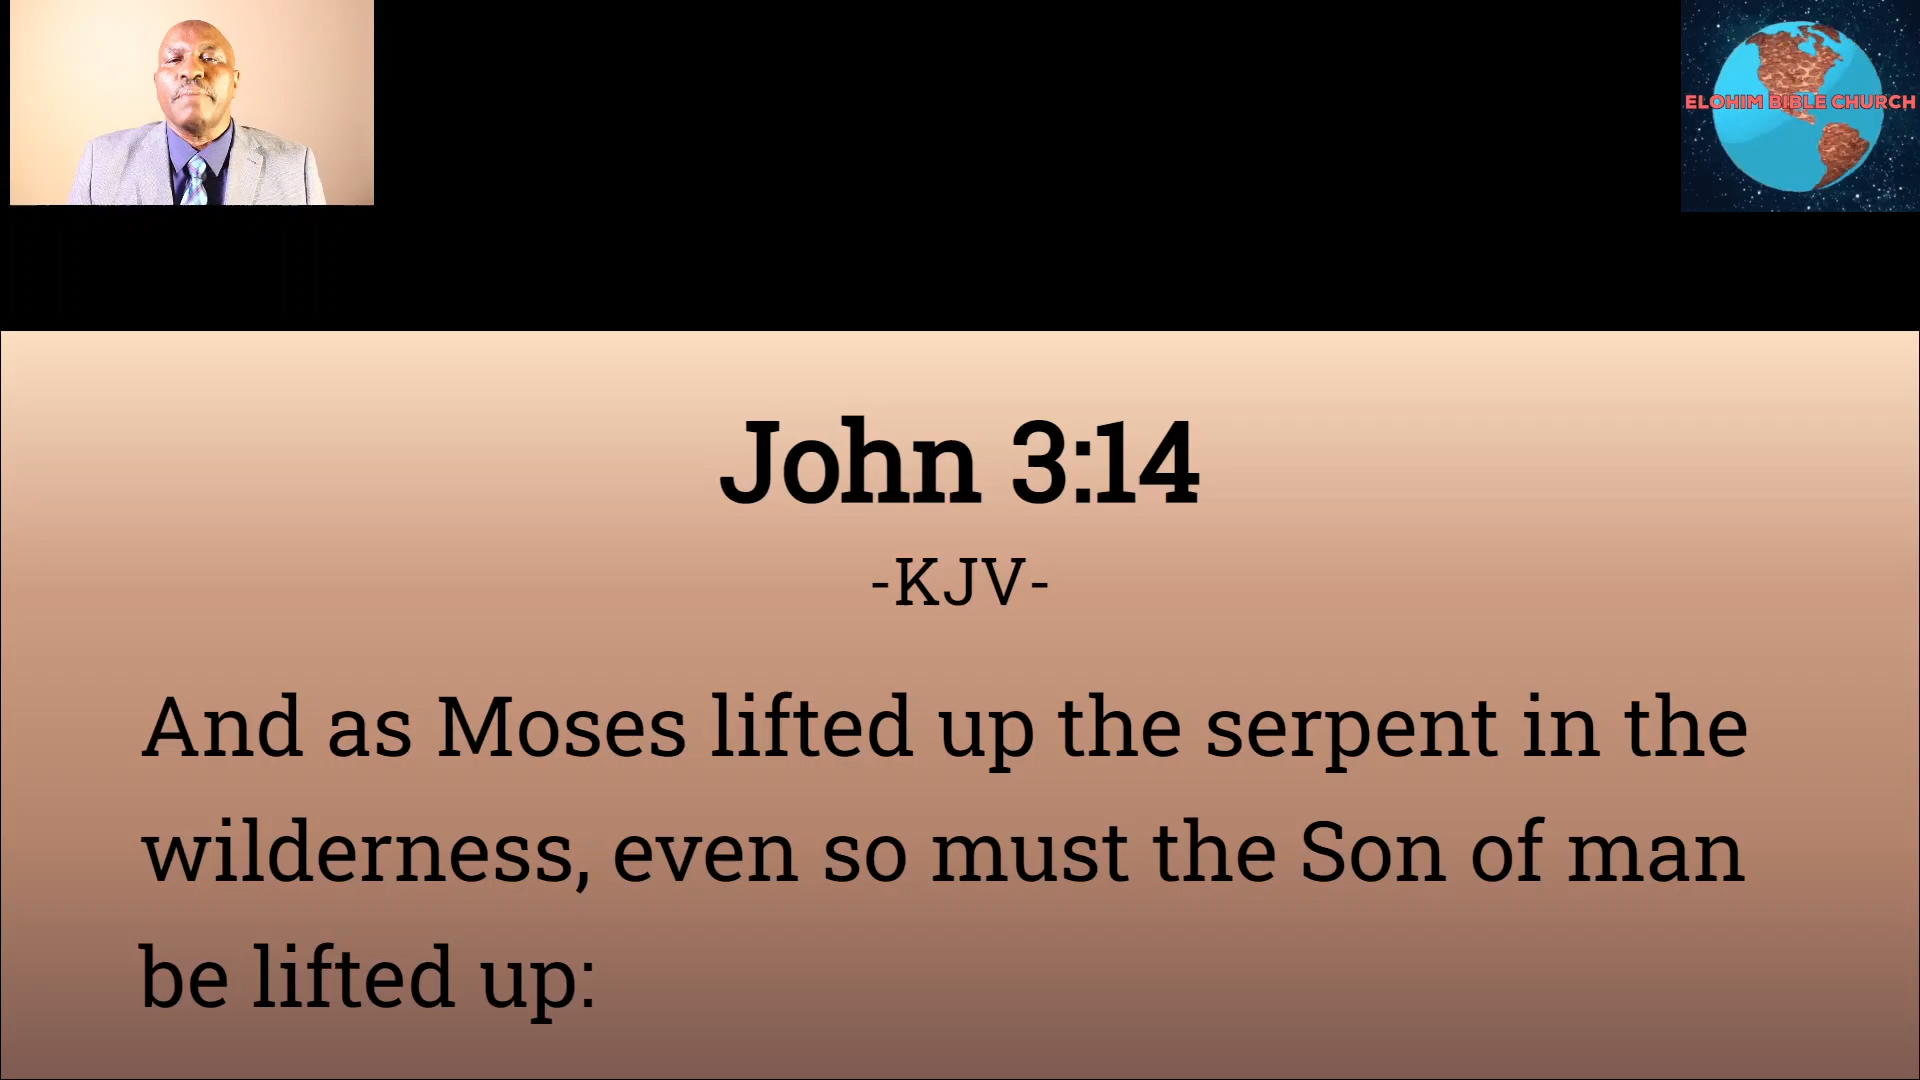 ELOHIM BIBLE CHURCH
John 3:14
-KJV-
And as Moses lifted up the serpent in the
wilderness, even so must the Son of man
be lifted up: